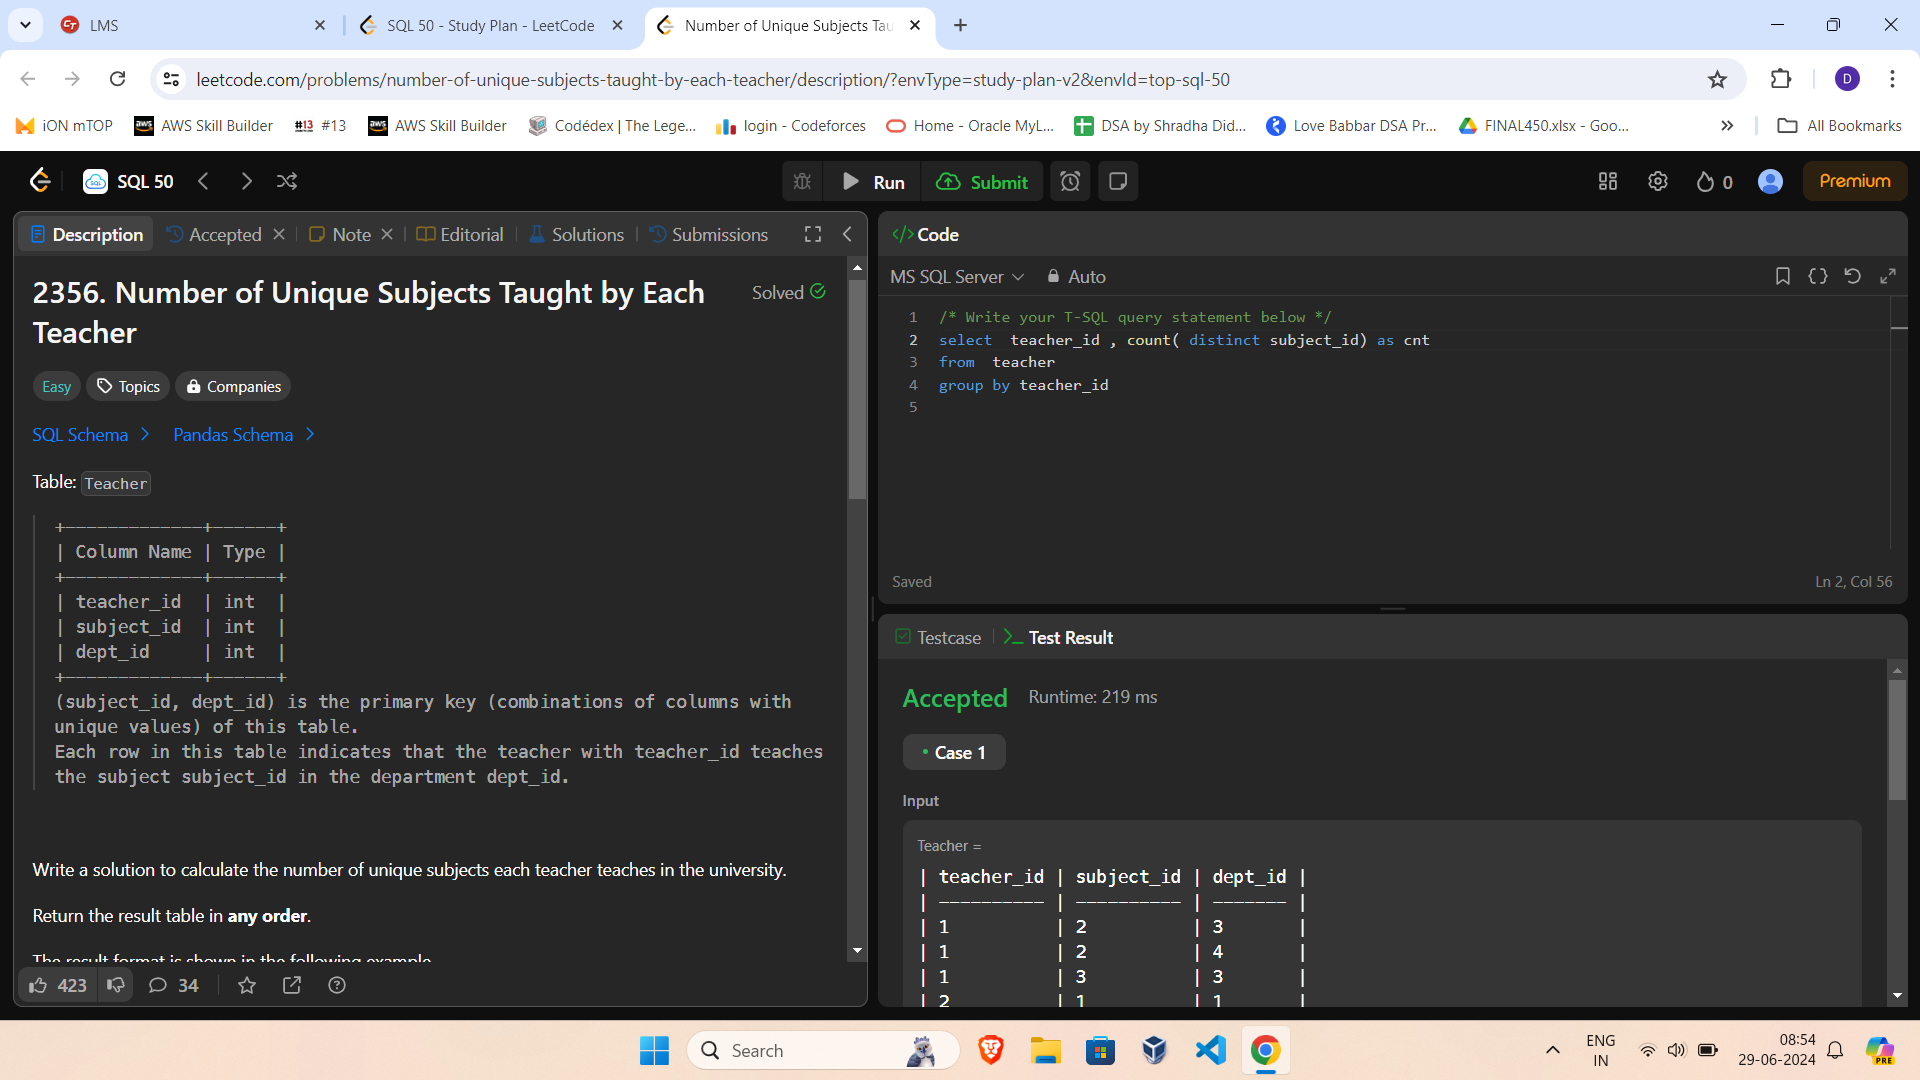 LMS
SQL 50 - Study Plan - LeetCode
Number of Unique Subjects Tau
leetcode.com/problems/number-of-unique-subjects-taught-by-each-teacher/description/?envType=study-plan-v2&envId=top-sql-50
D
iON mTOP
AWS Skill Builder
#13 #13
AWS Skill Builder
Codédex | The Lege...
login - Codeforces
Home - Oracle MyL...
DSA by Shradha Did...
Love Babbar DSA Pr...
FINAL450.xlsx - Goo...
All Bookmarks
SQL 50
Run
Submit
0
Premium
Description
Accepted
Note
Editorial
Solutions
Submissions
2356. Number of Unique Subjects Taught by Each
Teacher
Solved
Easy
Topics
Companies
SQL Schema
Pandas Schema
Table: Teacher
+-------------+------+
| Column Name | Type |
+-------------+------+
| teacher_id  | int  |
| subject_id  | int  |
| dept_id     | int  |
+-------------+------+
(subject_id, dept_id) is the primary key (combinations of columns with
unique values) of this table.
Each row in this table indicates that the teacher with teacher_id teaches
the subject subject_id in the department dept_id.
Write a solution to calculate the number of unique subjects each teacher teaches in the university.
Return the result table in any order.
The result format is shown in the following example.
423
34
</> Code
MS SQL Server
Auto
1 /* Write your T-SQL query statement below */
2 select  teacher_id , count( distinct subject_id) as cnt
3 from  teacher
4 group by teacher_id
5
Saved
Ln 2, Col 56
Testcase
Test Result
Accepted
Runtime: 219 ms
Case 1
Input
Teacher =
| teacher_id | subject_id | dept_id |
| ---------- | ---------- | ------- |
| 1          | 2          | 3       |
| 1          | 2          | 4       |
| 1          | 3          | 3       |
| 2          | 1          | 1       |
Search
ENG
IN
08:54
29-06-2024
PRE